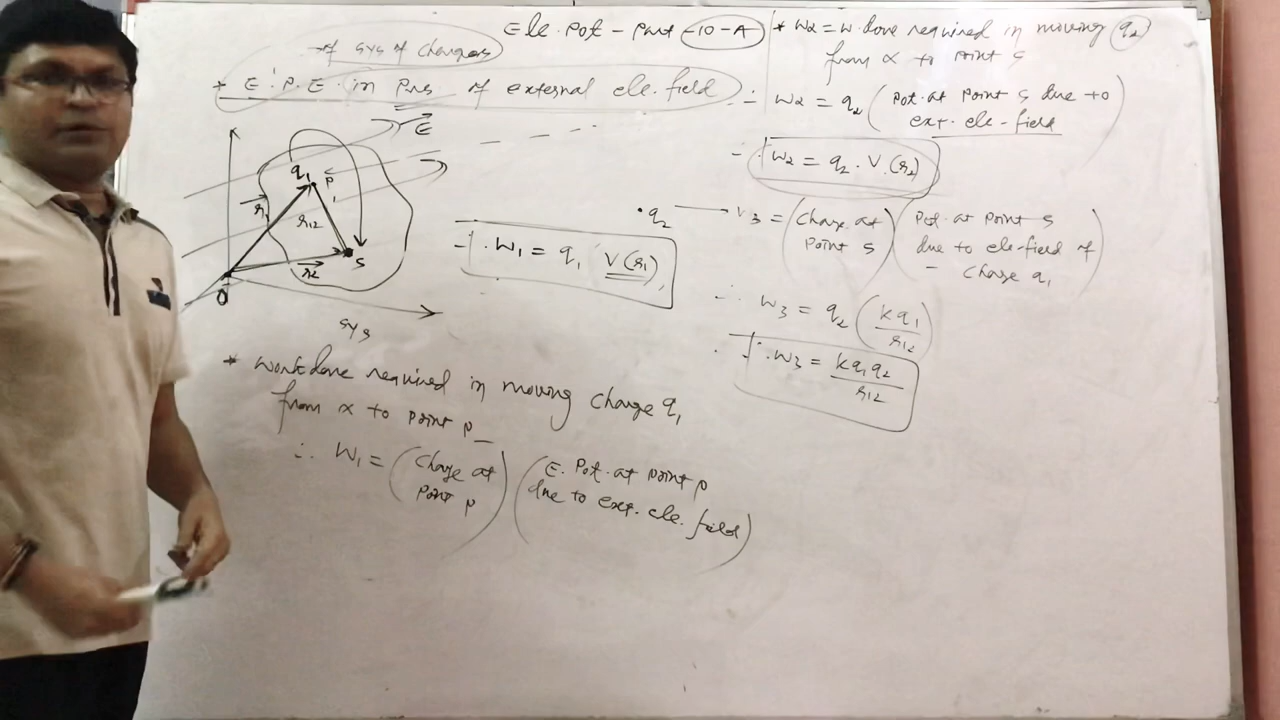 Ele. Pot - Part - 10 - A
of sys of charges
* E.P.E. in Pres of external ele. field
E
q1
P
r1
r12
r2
S
O
sys
∴ W1 = q1 V(r1)
* Work done required in moving charge q1
from ∝ to point P
∴ W1 = (charge at point P) (E. Pot. at point P due to ext. ele. field)
* W2 = w. done required in moving q2
from ∝ to point S
∴ W2 = q2 (Pot. at point S due to ext. ele-field)
∴ W2 = q2 . V(r2)
. q2
W3 = (charge at point S) (Pot. at point S due to ele-field of charge q1)
∴ W3 = q2 (kq1 / r12)
∴ W3 = kq1q2 / r12